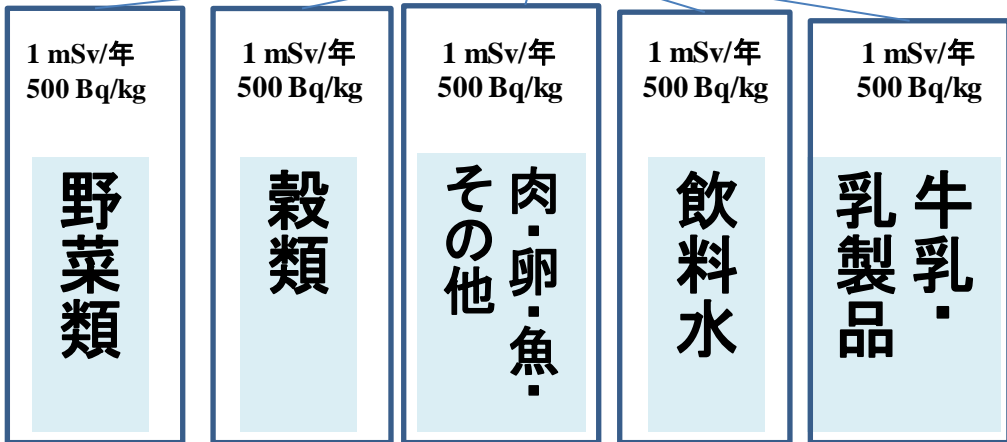 1 mSv/年
500 Bq/kg
野菜類
1 mSv/年
500 Bq/kg
穀類
1 mSv/年
500 Bq/kg
肉・卵・魚・
その他
1 mSv/年
500 Bq/kg
飲料水
1 mSv/年
500 Bq/kg
牛乳・
乳製品